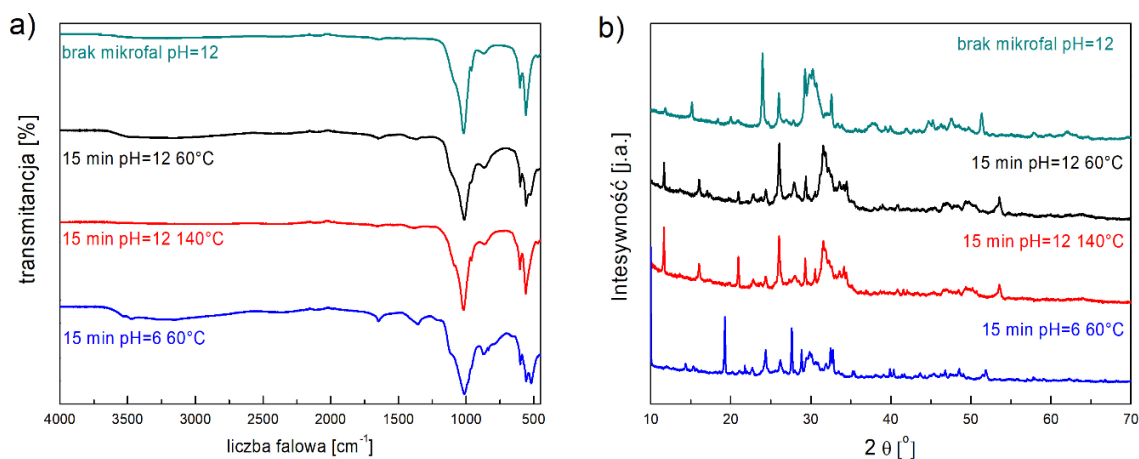 a)
brak mikrofal pH=12
15 min pH=12 60°C
15 min pH=12 140°C
15 min pH=6 60°C
transmitancja [%]
4000 3500 3000 2500 2000 1500 1000 500
liczba falowa [cm⁻¹]
b)
brak mikrofal pH=12
15 min pH=12 60°C
15 min pH=12 140°C
15 min pH=6 60°C
Intesywność [j.a.]
10 20 30 40 50 60 70
2 θ [°]